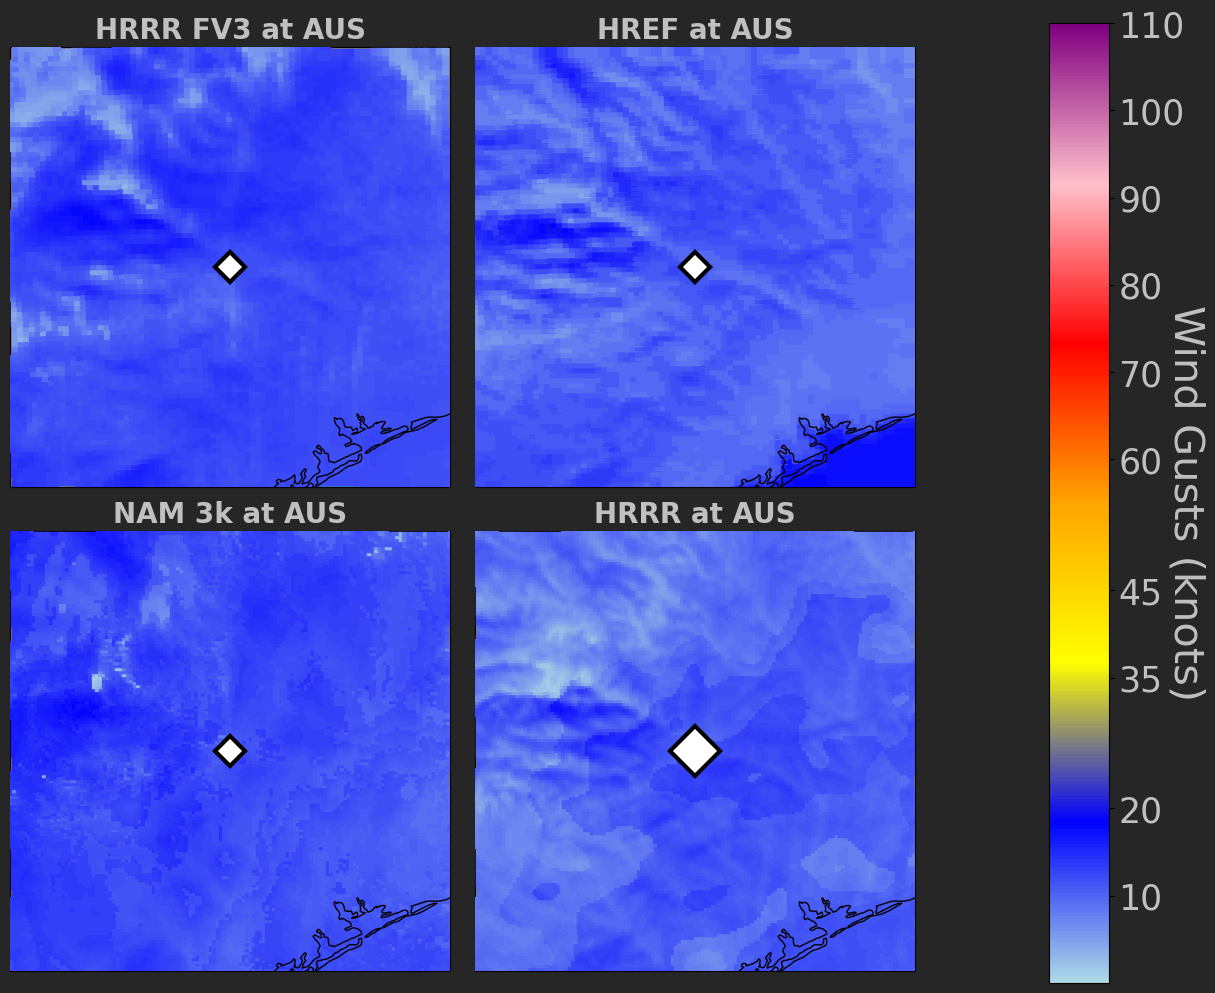 HRRR FV3 at AUS
HREF at AUS
NAM 3k at AUS
HRRR at AUS
110
100
90
80
70
60
45
35
20
10
Wind Gusts (knots)